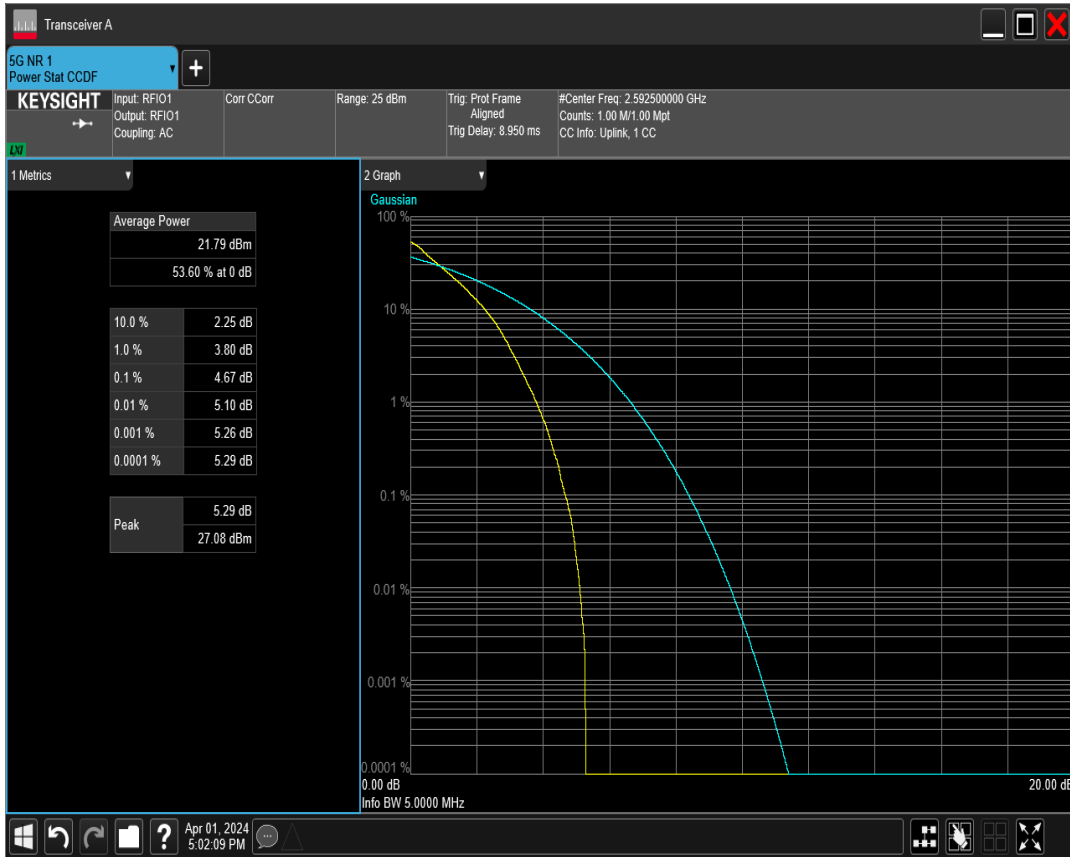 Transceiver A
5G NR 1
Power Stat CCDF
KEYSIGHT
LXI
Input: RFIO1
Output: RFIO1
Coupling: AC
Corr CCorr
Range: 25 dBm
Trig: Prot Frame
Aligned
Trig Delay: 8.950 ms
#Center Freq: 2.592500000 GHz
Counts: 1.00 M/1.00 Mpt
CC Info: Uplink, 1 CC
1 Metrics
Average Power
21.79 dBm
53.60 % at 0 dB
10.0 % 2.25 dB
1.0 % 3.80 dB
0.1 % 4.67 dB
0.01 % 5.10 dB
0.001 % 5.26 dB
0.0001 % 5.29 dB
Peak
5.29 dB
27.08 dBm
2 Graph
Gaussian
100 %
10 %
1 %
0.1 %
0.01 %
0.001 %
0.0001 %
0.00 dB 20.00 dB
Info BW 5.0000 MHz
?
Apr 01, 2024
5:02:09 PM